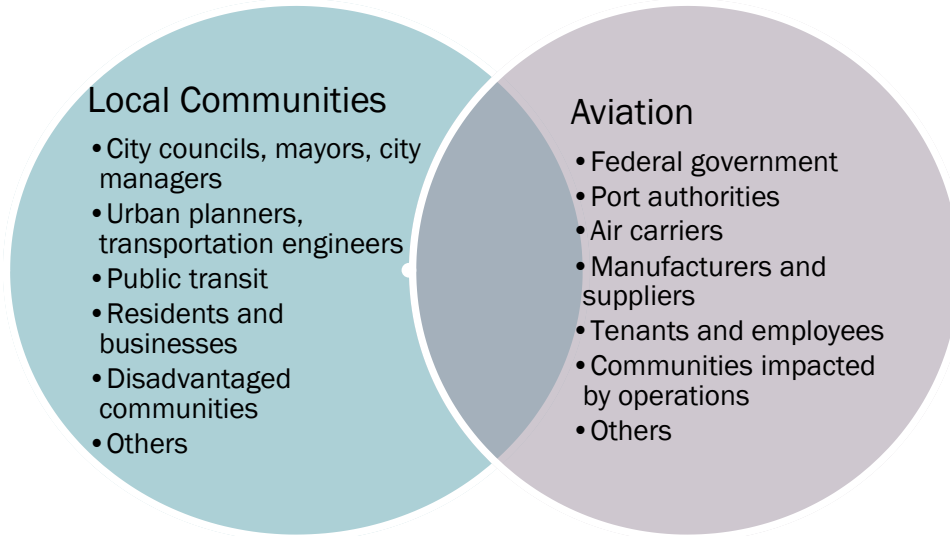 Local Communities
•City councils, mayors, city
managers
•Urban planners,
transportation engineers
•Public transit
•Residents and
businesses
•Disadvantaged
communities
•Others
Aviation
•Federal government
•Port authorities
•Air carriers
•Manufacturers and
suppliers
•Tenants and employees
•Communities impacted
by operations
•Others